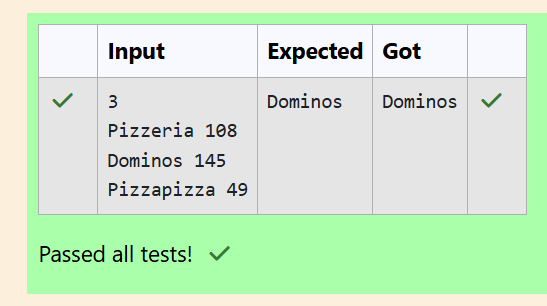 Input Expected Got
3 Dominos Dominos
Pizzeria 108
Dominos 145
Pizzapizza 49
Passed all tests!